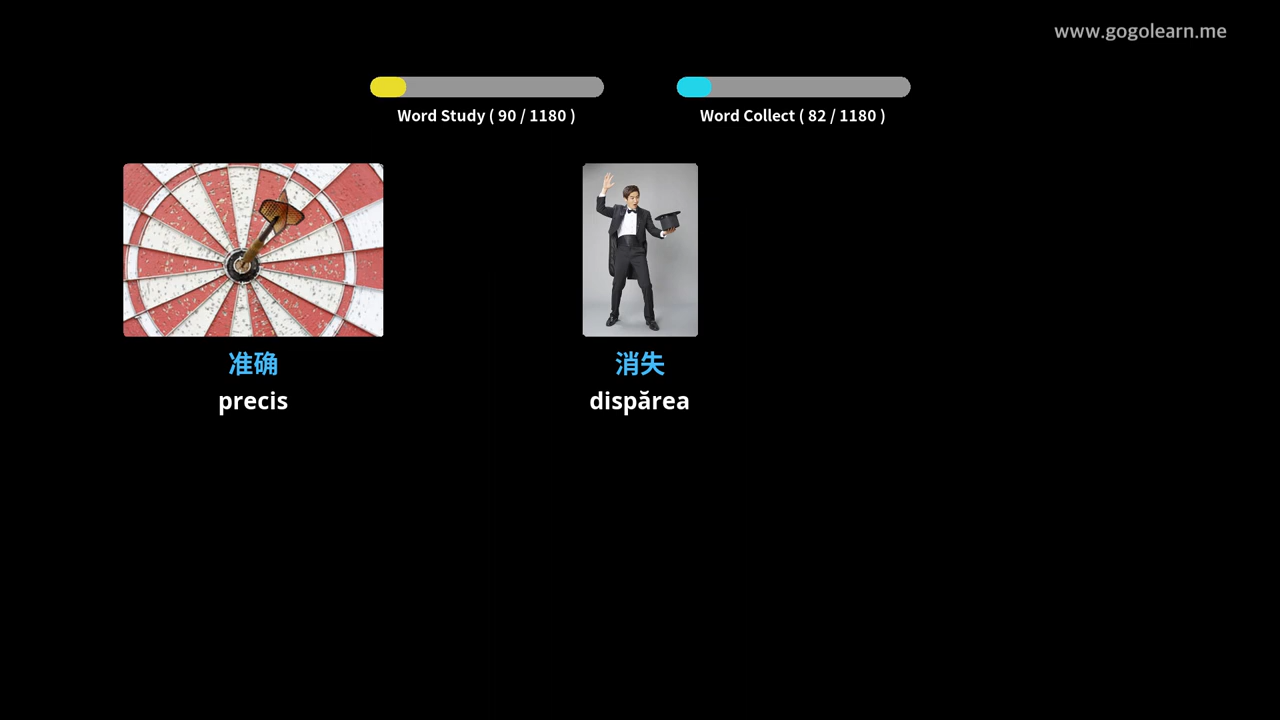 www.gogolearn.me
Word Study ( 90 / 1180 )
Word Collect ( 82 / 1180 )
准确
precis
消失
dispărea